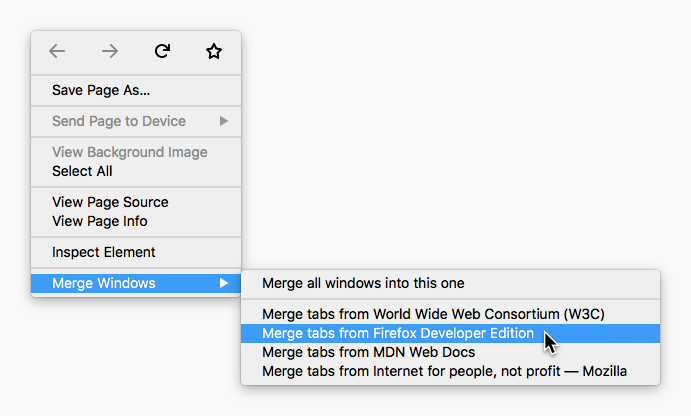 Save Page As...
Send Page to Device
View Background Image
Select All
View Page Source
View Page Info
Inspect Element
Merge Windows
Merge all windows into this one
Merge tabs from World Wide Web Consortium (W3C)
Merge tabs from Firefox Developer Edition
Merge tabs from MDN Web Docs
Merge tabs from Internet for people, not profit — Mozilla